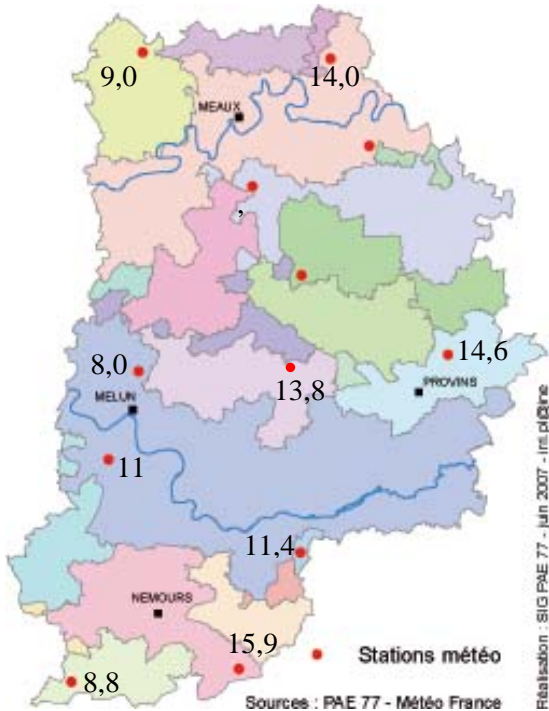 9,0
14,0
MEAUX
,
14,6
8,0
13,8
PROVINS
MELUN
11
11,4
NEMOURS
15,9
Stations météo
8,8
Sources : PAE 77 - Météo France
Réalisation : SIG PAE 77 - juin 2007 -